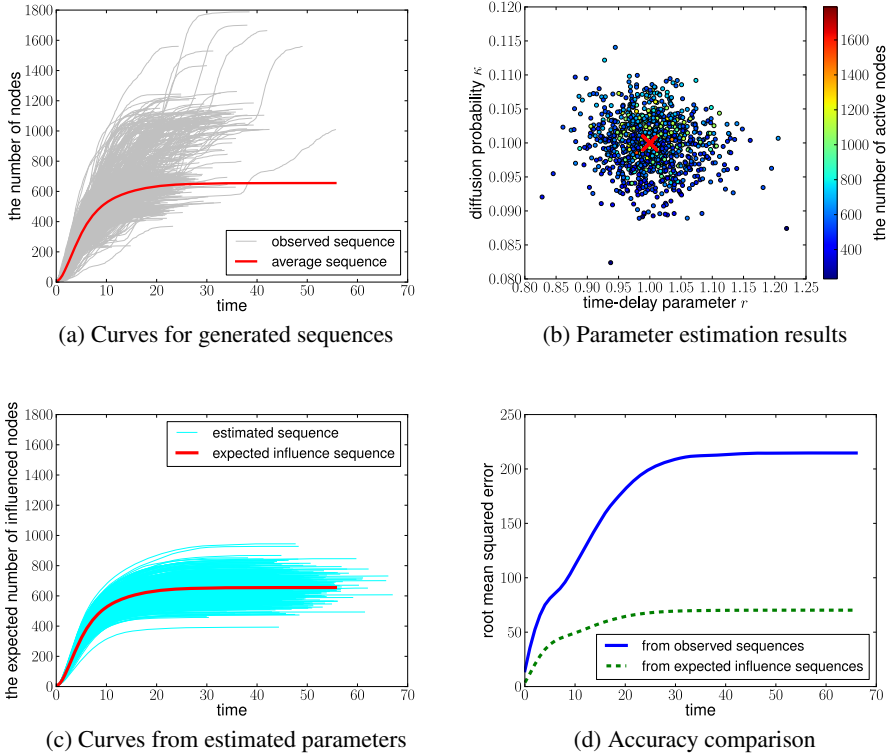 1800
1600
1400
1200
1000
800
600
400
200
0
the number of nodes
0 10 20 30 40 50 60 70
time
observed sequence
average sequence
(a) Curves for generated sequences
0.120
0.115
0.110
0.105
0.100
0.095
0.090
0.085
0.080
diffusion probability κ
0.80 0.85 0.90 0.95 1.00 1.05 1.10 1.15 1.20 1.25
time-delay parameter r
1600
1400
1200
1000
800
600
400
the number of active nodes
(b) Parameter estimation results
1800
1600
1400
1200
1000
800
600
400
200
0
the expected number of influenced nodes
0 10 20 30 40 50 60 70
time
estimated sequence
expected influence sequence
(c) Curves from estimated parameters
250
200
150
100
50
0
root mean squared error
0 10 20 30 40 50 60 70
time
from observed sequences
from expected influence sequences
(d) Accuracy comparison